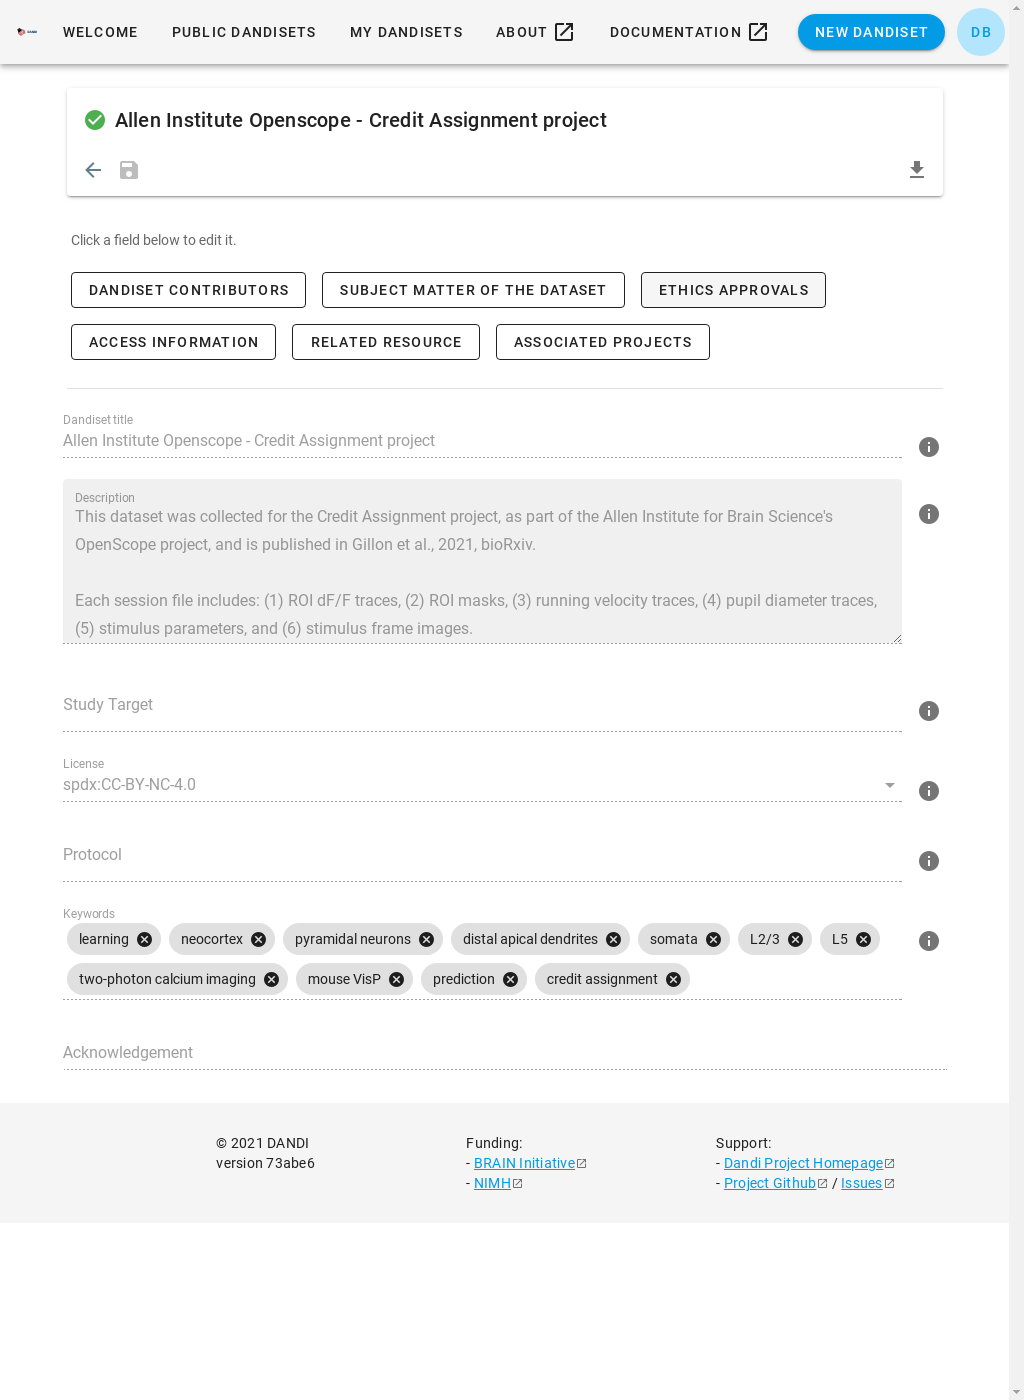 DANDI
WELCOME PUBLIC DANDISETS MY DANDISETS ABOUT DOCUMENTATION NEW DANDISET DB
Allen Institute Openscope - Credit Assignment project
Click a field below to edit it.
DANDISET CONTRIBUTORS SUBJECT MATTER OF THE DATASET ETHICS APPROVALS
ACCESS INFORMATION RELATED RESOURCE ASSOCIATED PROJECTS
Dandiset title
Allen Institute Openscope - Credit Assignment project
Description
This dataset was collected for the Credit Assignment project, as part of the Allen Institute for Brain Science's
OpenScope project, and is published in Gillon et al., 2021, bioRxiv.
Each session file includes: (1) ROI dF/F traces, (2) ROI masks, (3) running velocity traces, (4) pupil diameter traces,
(5) stimulus parameters, and (6) stimulus frame images.
Study Target
License
spdx:CC-BY-NC-4.0
Protocol
Keywords
learning neocortex pyramidal neurons distal apical dendrites somata L2/3 L5
two-photon calcium imaging mouse VisP prediction credit assignment
Acknowledgement
© 2021 DANDI Funding: Support:
version 73abe6 - BRAIN Initiative - Dandi Project Homepage
- NIMH - Project Github / Issues